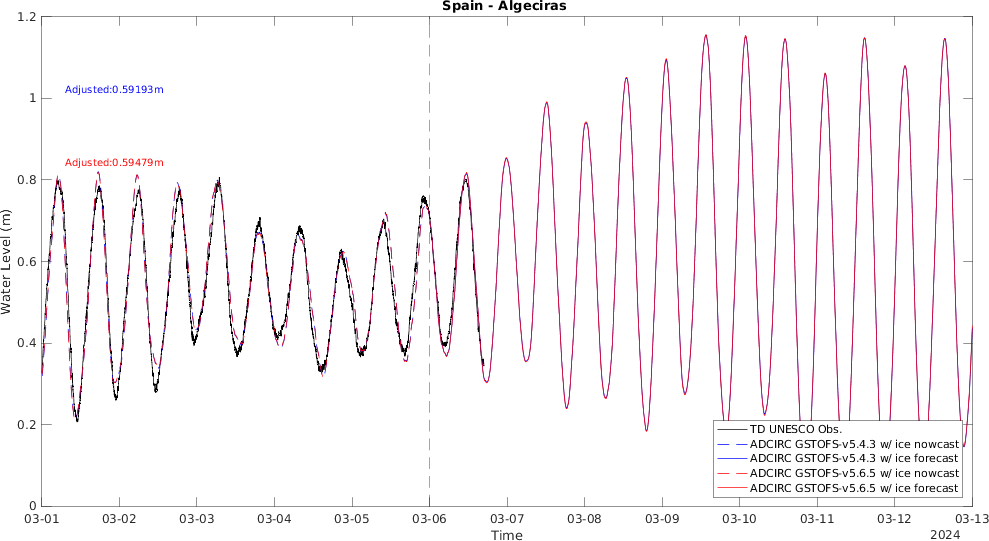 Spain - Algeciras
1.2
1
0.8
0.6
0.4
0.2
0
Water Level (m)
Adjusted:0.59193m
Adjusted:0.59479m
TD UNESCO Obs.
ADCIRC GSTOFS-v5.4.3 w/ ice nowcast
ADCIRC GSTOFS-v5.4.3 w/ ice forecast
ADCIRC GSTOFS-v5.6.5 w/ ice nowcast
ADCIRC GSTOFS-v5.6.5 w/ ice forecast
03-01 03-02 03-03 03-04 03-05 03-06 03-07 03-08 03-09 03-10 03-11 03-12 03-13
Time
2024